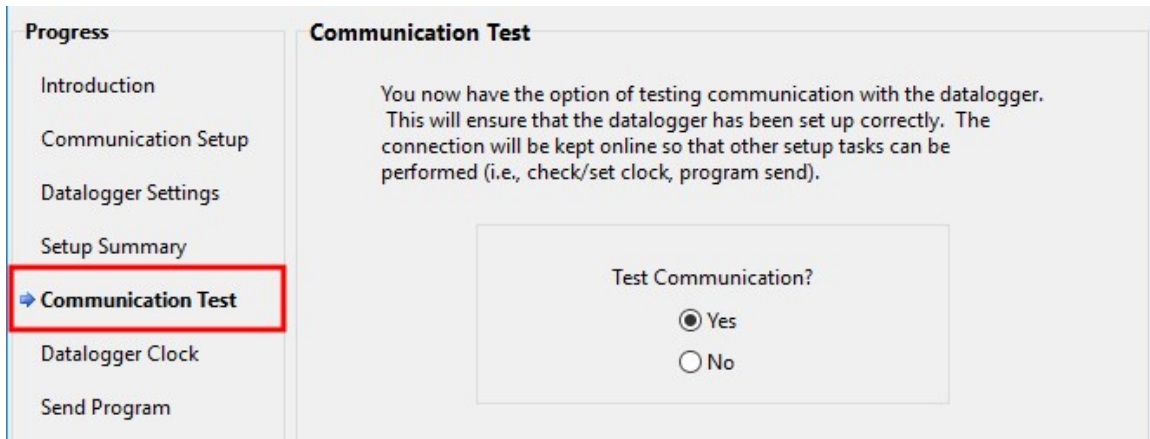 Progress
Introduction
Communication Setup
Datalogger Settings
Setup Summary
Communication Test
Datalogger Clock
Send Program
Communication Test
You now have the option of testing communication with the datalogger.
This will ensure that the datalogger has been set up correctly.  The
connection will be kept online so that other setup tasks can be
performed (i.e., check/set clock, program send).
Test Communication?
Yes
No